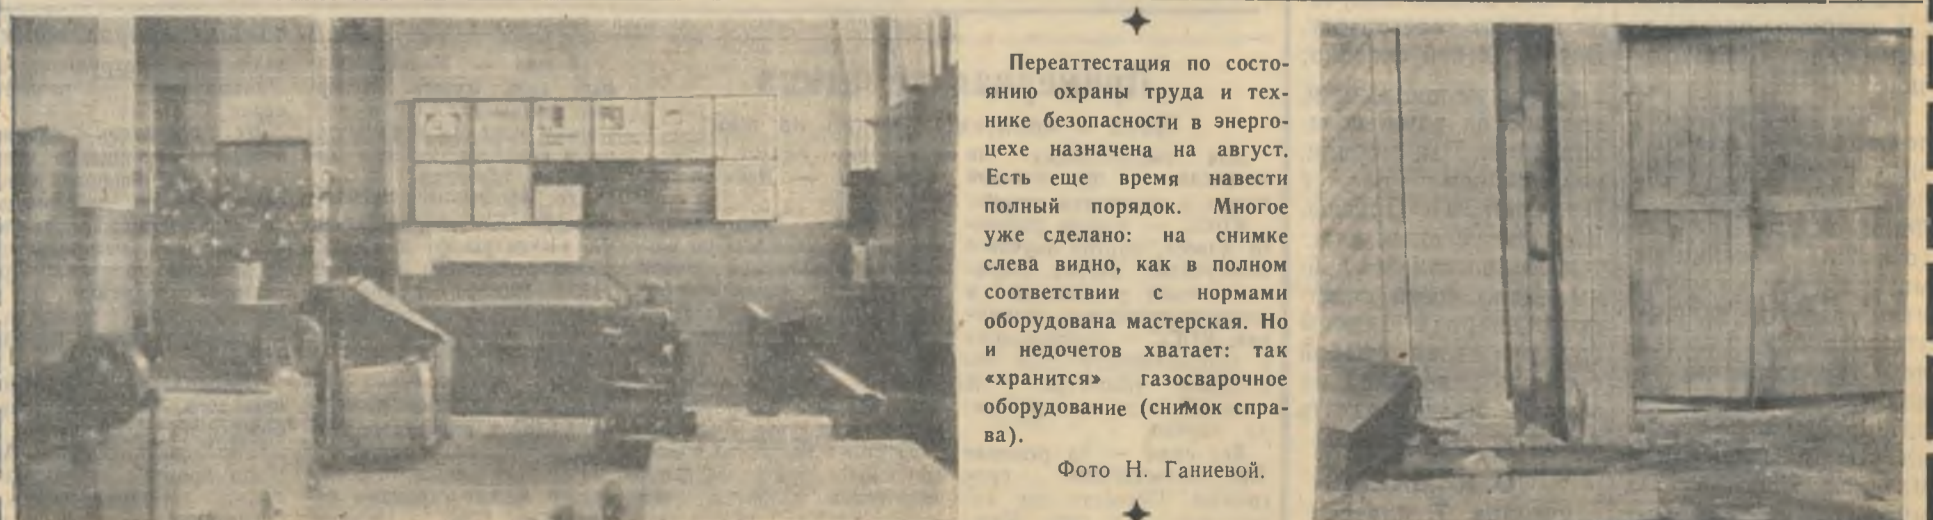 Переаттестация по состо-
янию охраны труда и тех-
нике безопасности в энерго-
цехе назначена на август.
Есть еще время навести
полный порядок. Многое
уже сделано: на снимке
слева видно, как в полном
соответствии с нормами
оборудована мастерская. Но
и недочетов хватает: так
«хранится» газосварочное
оборудование (снимок спра-
ва).
Фото Н. Ганиевой.